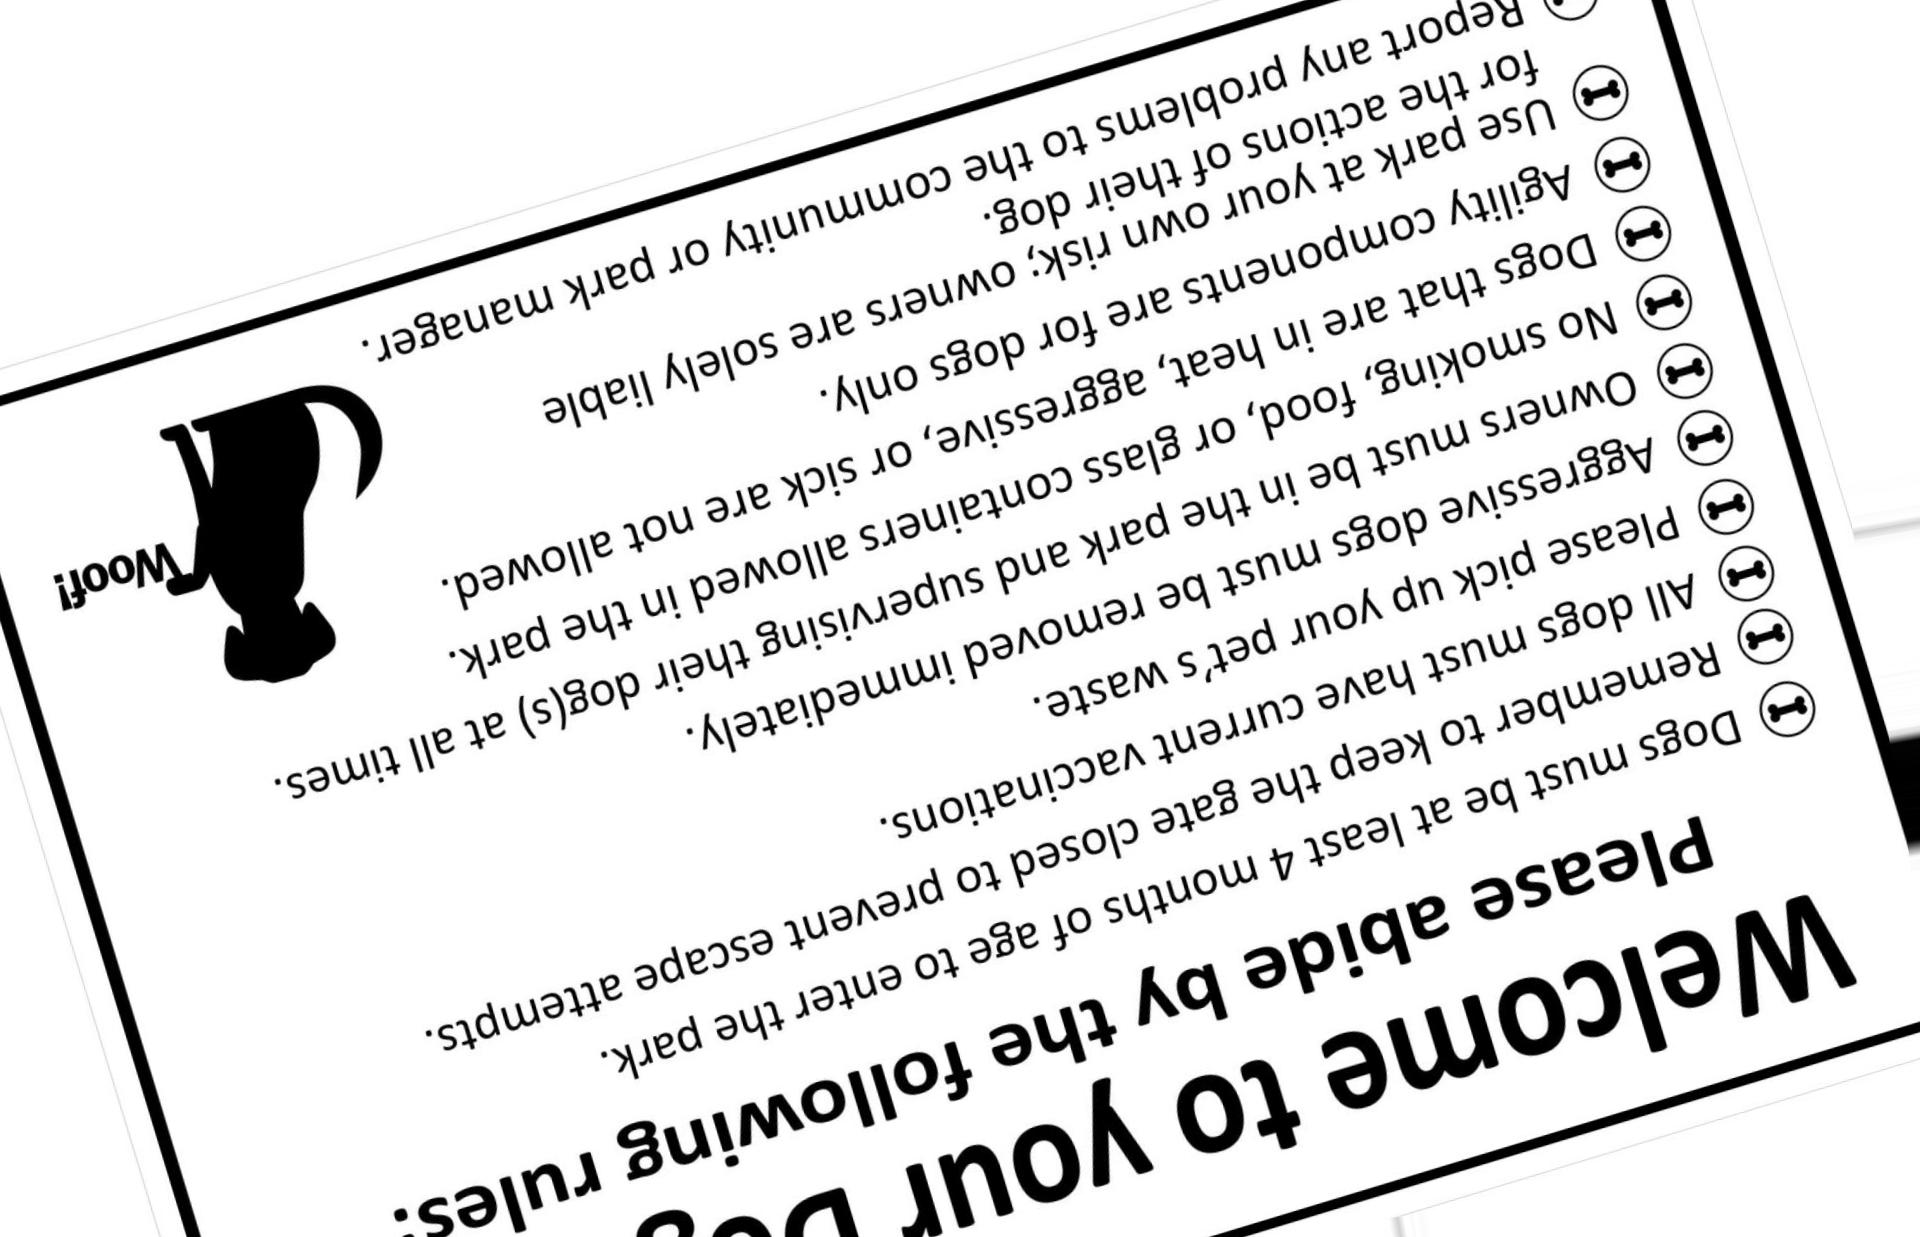 Welcome to your Dog
Please abide by the following rules:
Dogs must be at least 4 months of age to enter the park.
Remember to keep the gate closed to prevent escape attempts.
All dogs must have current vaccinations.
Please pick up your pet's waste.
Aggressive dogs must be removed immediately.
Owners must be in the park and supervising their dog(s) at all times.
No smoking, food, or glass containers allowed in the park.
Dogs that are in heat, aggressive, or sick are not allowed.
Agility components are for dogs only.
Use park at your own risk; owners are solely liable
for the actions of their dog.
Report any problems to the community or park manager.
Woof!